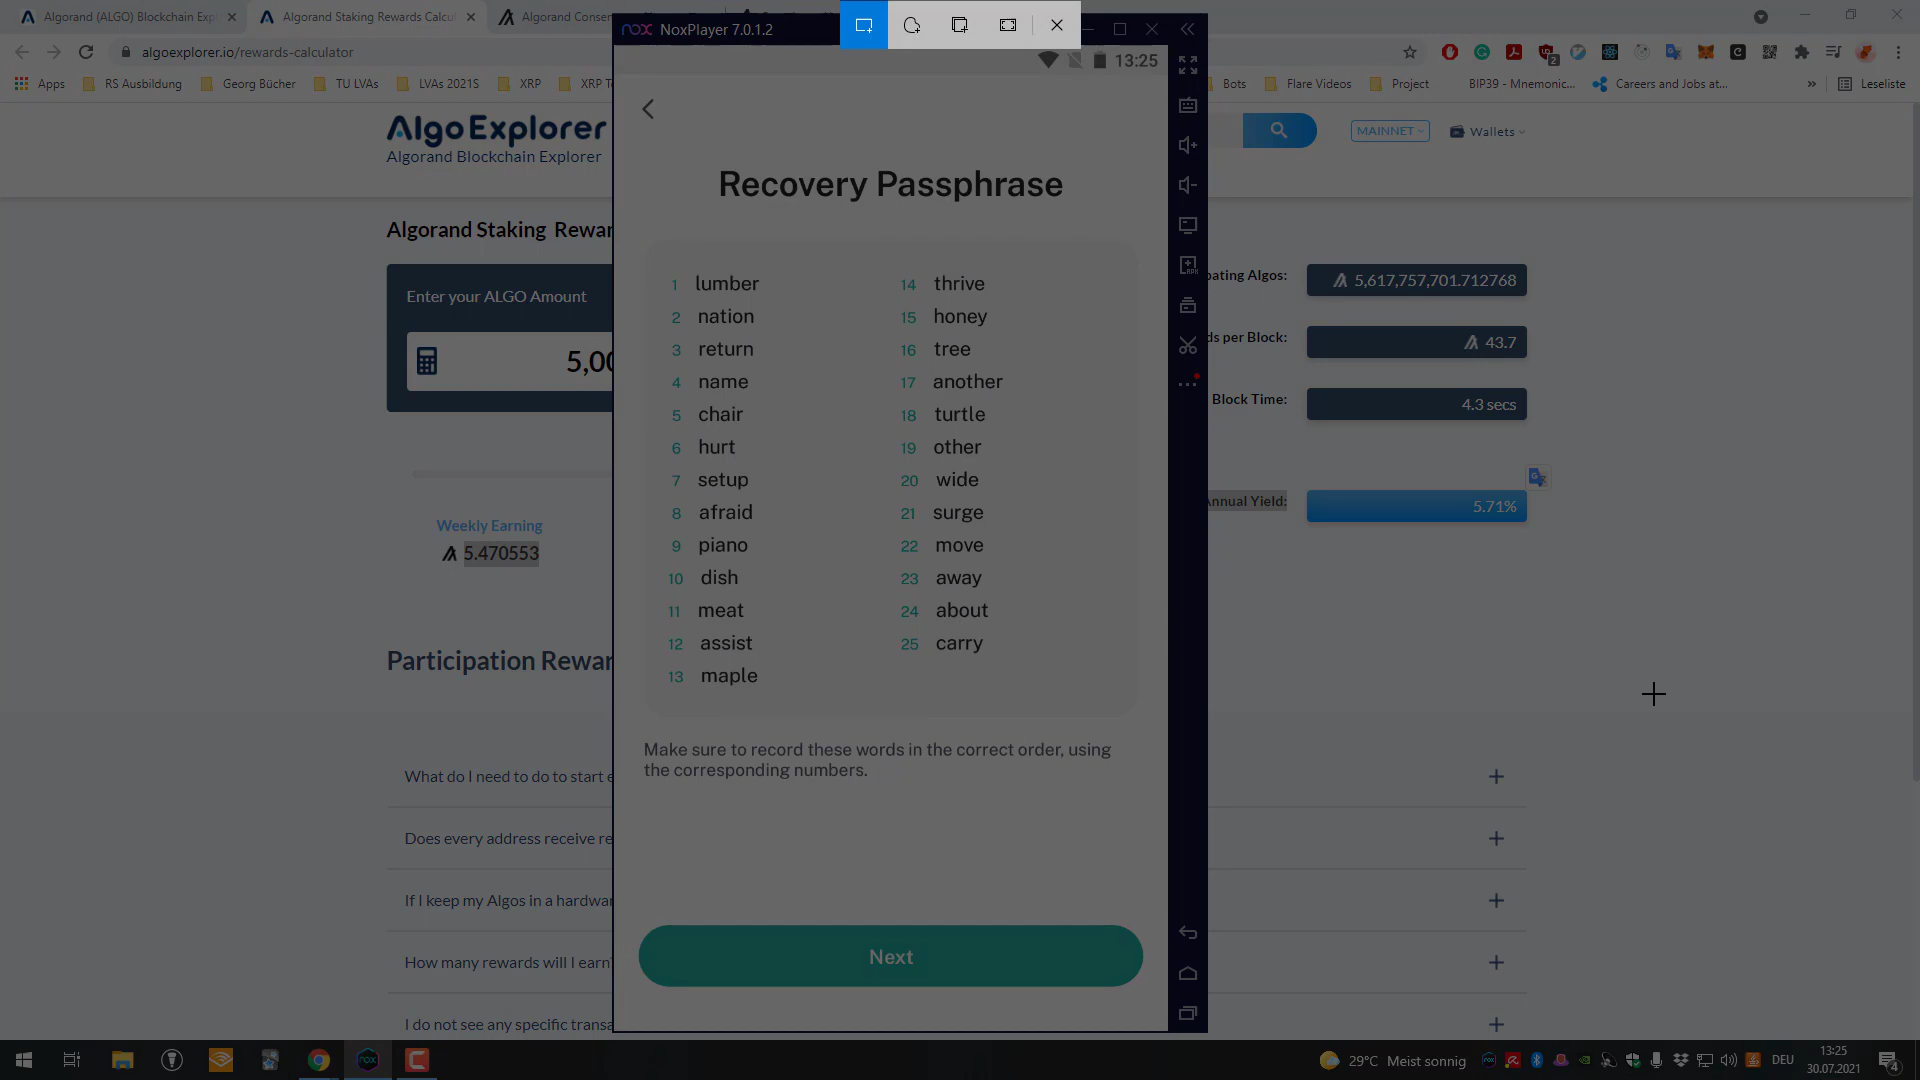 Algorand (ALGO) Blockchain Exp
Algorand Staking Rewards Calcu
Algorand Conse
nox NoxPlayer 7.0.1.2
algoexplorer.io/rewards-calculator
2
13:25
Apps
RS Ausbildung
Georg Bücher
TU LVAs
LVAs 2021S
XRP
XRP T
Bots
Flare Videos
Project
BIP39 - Mnemonic...
Careers and Jobs at...
»
Leseliste
AlgoExplorer
Algorand Blockchain Explorer
MAINNET
Wallets
Recovery Passphrase
1 lumber
2 nation
3 return
4 name
5 chair
6 hurt
7 setup
8 afraid
9 piano
10 dish
11 meat
12 assist
13 maple
14 thrive
15 honey
16 tree
17 another
18 turtle
19 other
20 wide
21 surge
22 move
23 away
24 about
25 carry
Make sure to record these words in the correct order, using
the corresponding numbers.
Next
Algorand Staking Rewar
Enter your ALGO Amount
5,00
pating Algos:
5,617,757,701.712768
ds per Block:
43.7
Block Time:
4.3 secs
Annual Yield:
5.71%
Weekly Earning
5.470553
Participation Rewar
What do I need to do to start e
Does every address receive re
If I keep my Algos in a hardwar
How many rewards will I earn
I do not see any specific transa
29°C Meist sonnig
DEU
13:25
30.07.2021
4